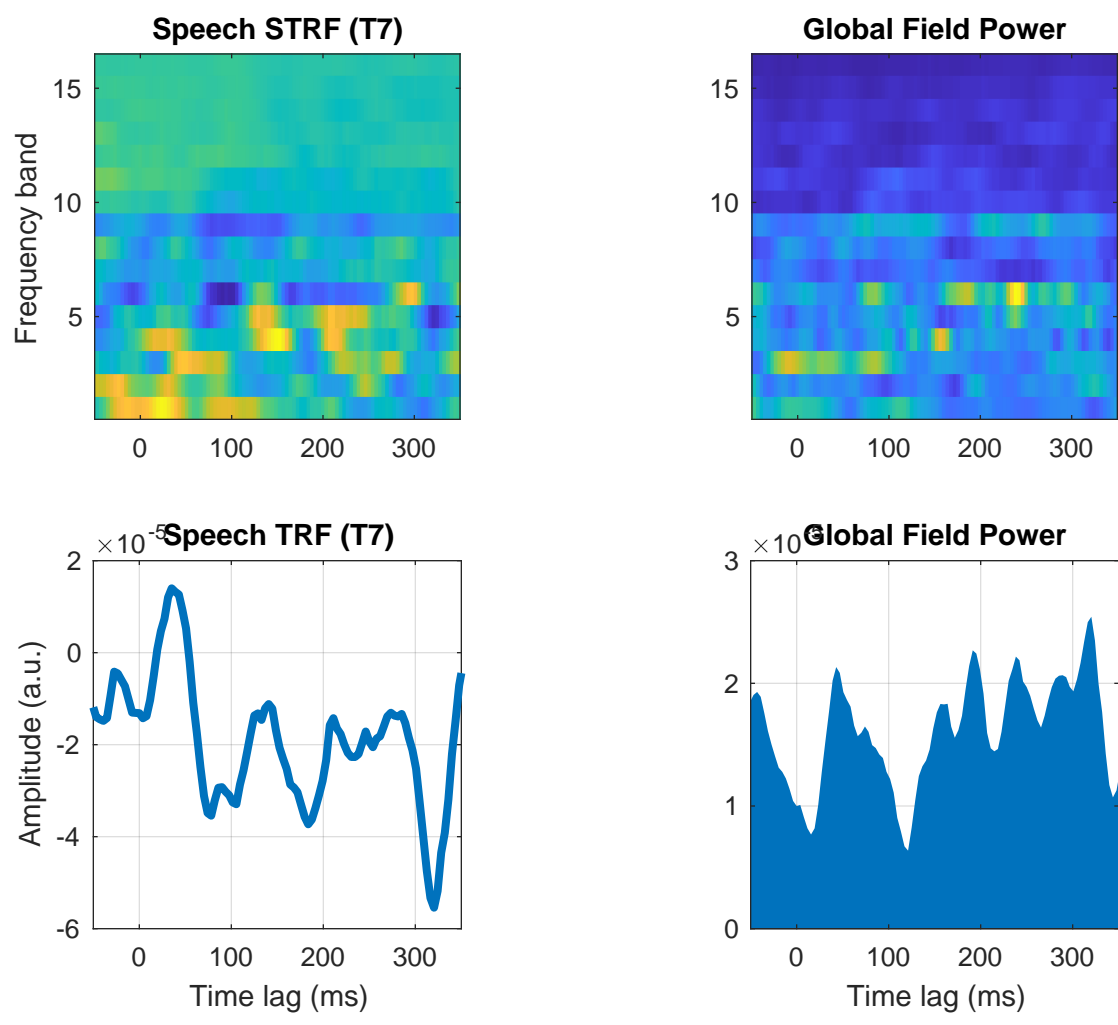 Speech STRF (T7)
Frequency band
15
10
5
0 100 200 300
Global Field Power
15
10
5
0 100 200 300
Speech TRF (T7)
×10-5
Amplitude (a.u.)
2
0
-2
-4
-6
0 100 200 300
Time lag (ms)
Global Field Power
×10-5
3
2
1
0
0 100 200 300
Time lag (ms)